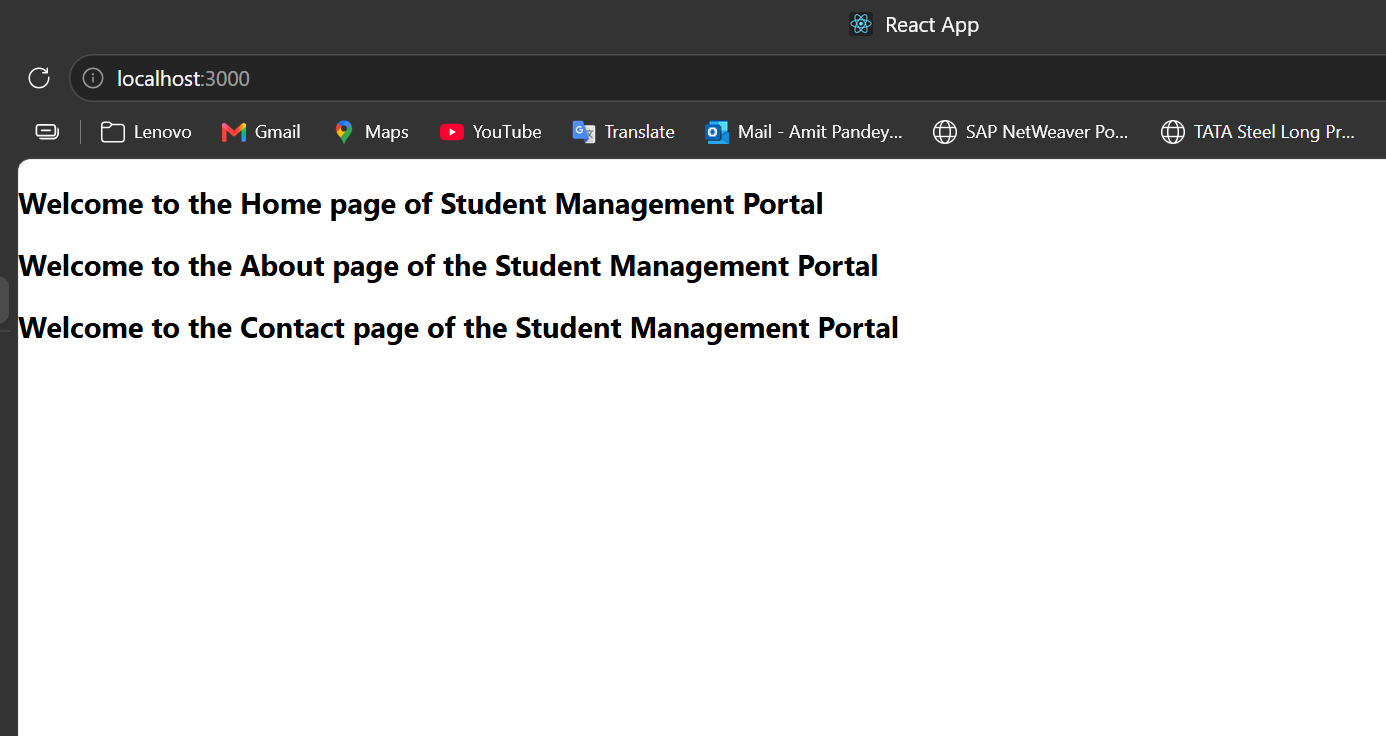 React App
localhost:3000
Lenovo Gmail Maps YouTube Translate Mail - Amit Pandey... SAP NetWeaver Po... TATA Steel Long Pr...
Welcome to the Home page of Student Management Portal
Welcome to the About page of the Student Management Portal
Welcome to the Contact page of the Student Management Portal